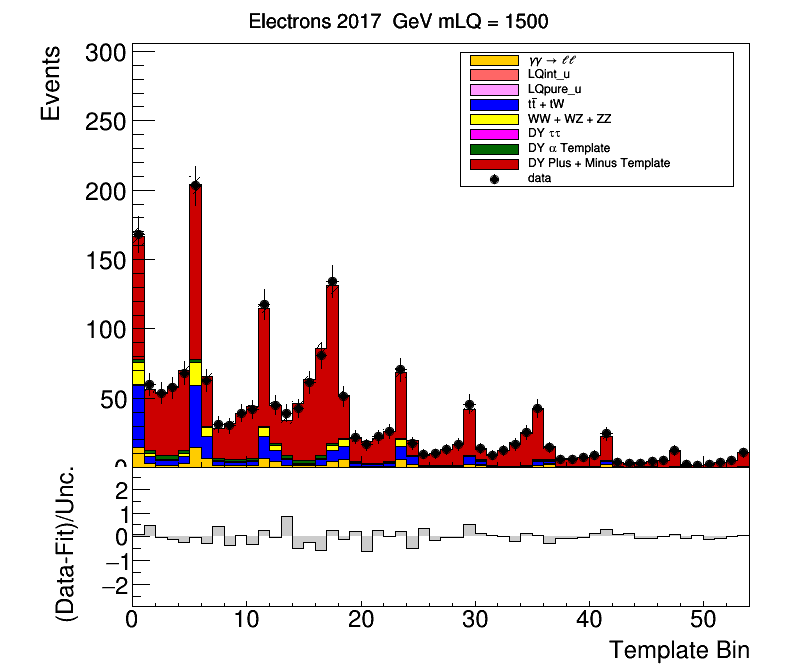 Electrons 2017 GeV mLQ = 1500
Events
300
250
200
150
100
50
0
γγ → ℓℓ
LQint_u
LQpure_u
tt̄ + tW
WW + WZ + ZZ
DY ττ
DY α Template
DY Plus + Minus Template
data
(Data-Fit)/Unc.
2
1
0
−1
−2
0 10 20 30 40 50
Template Bin